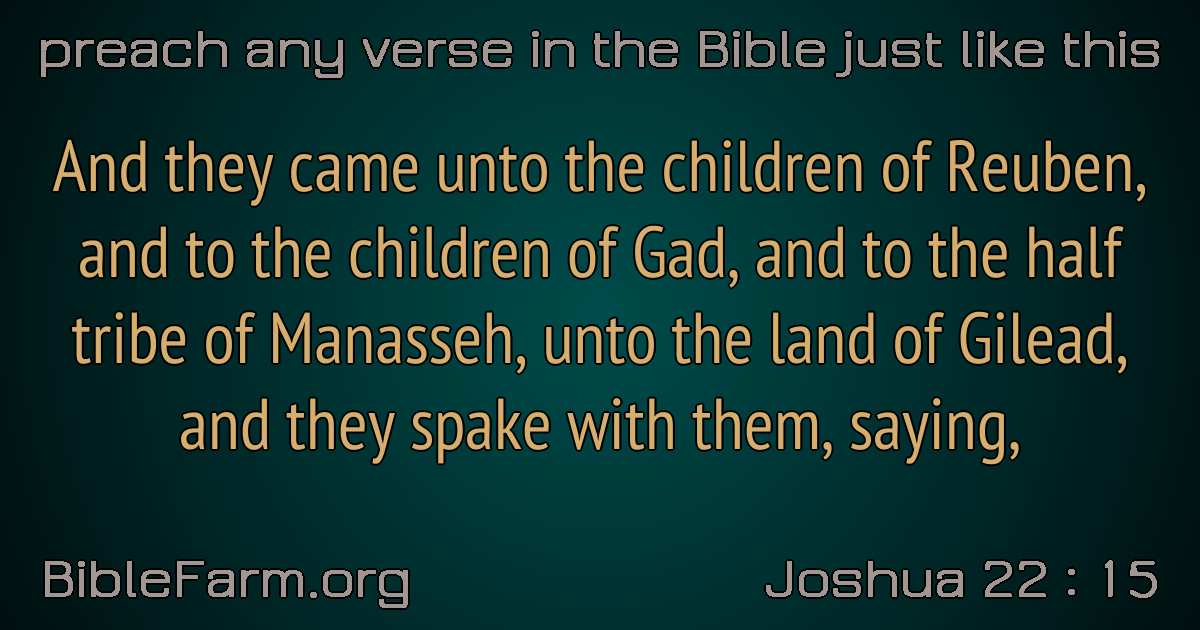 preach any verse in the Bible just like this
And they came unto the children of Reuben,
and to the children of Gad, and to the half
tribe of Manasseh, unto the land of Gilead,
and they spake with them, saying,
BibleFarm.org
Joshua 22 : 15